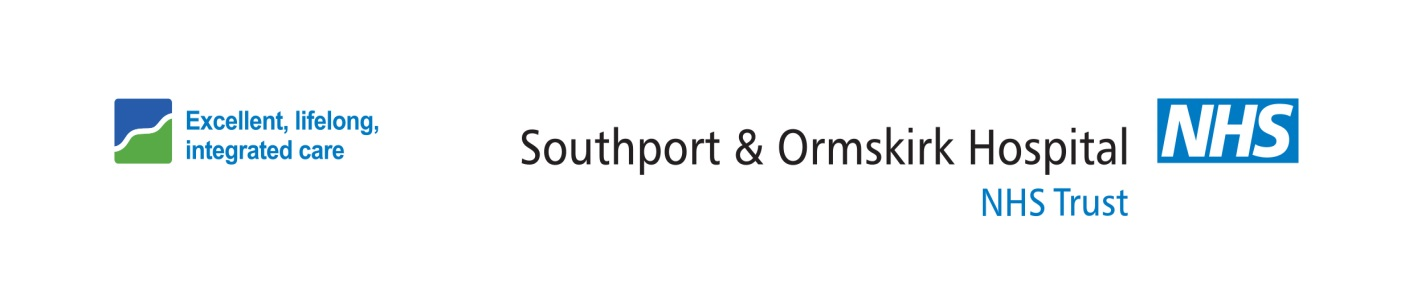 Excellent, lifelong,
integrated care
Southport & Ormskirk Hospital
NHS Trust
NHS